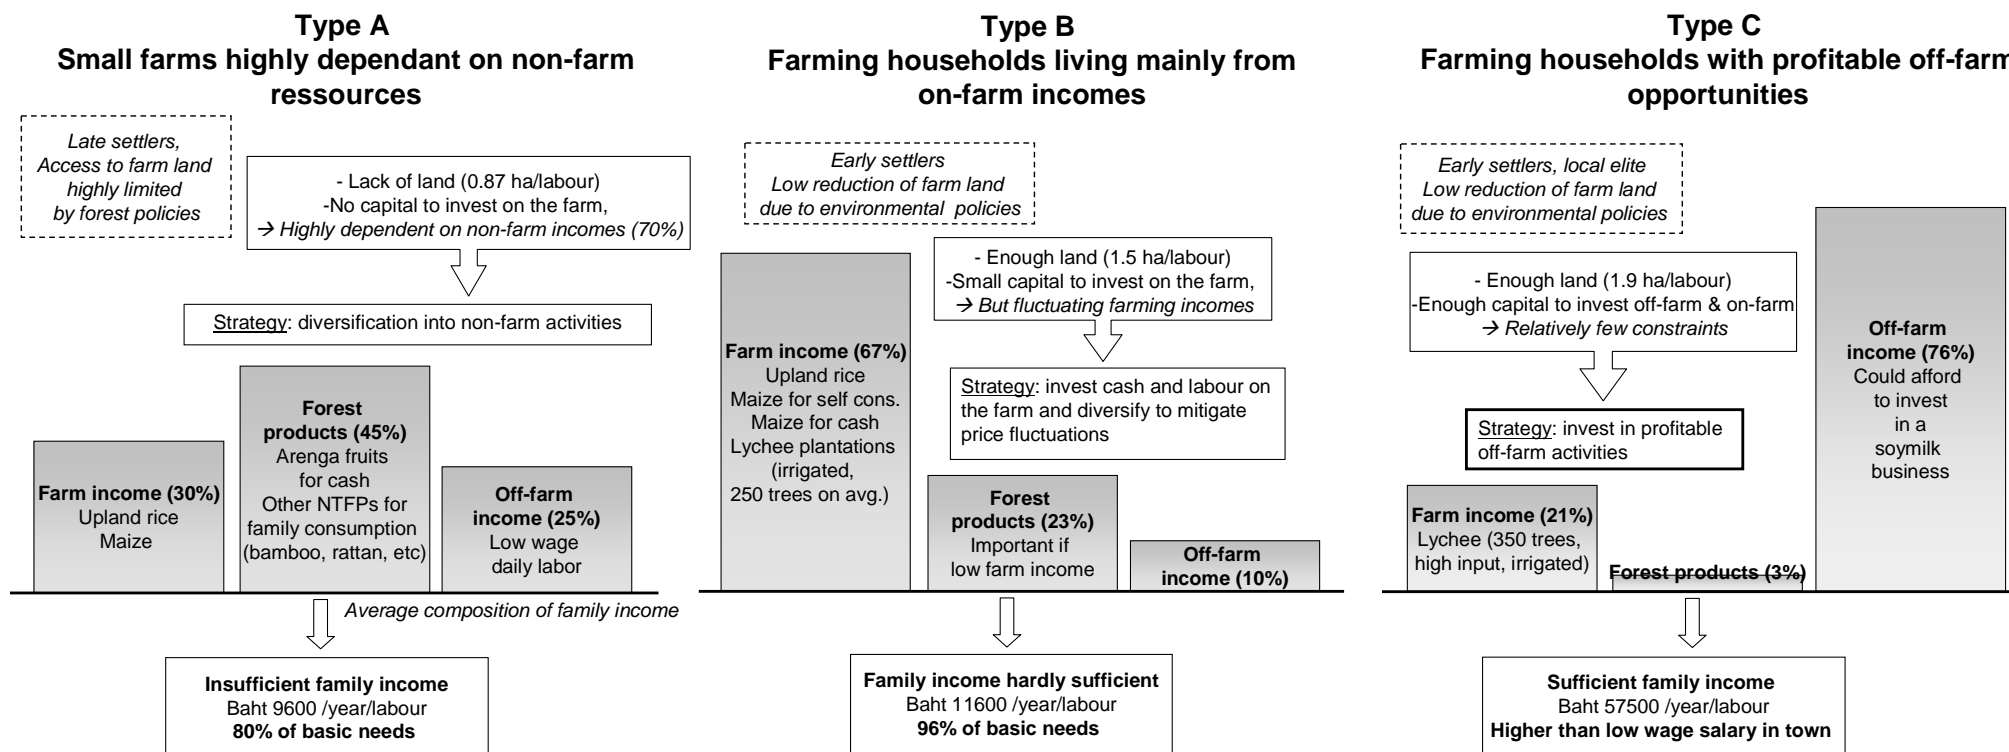 Type A
Small farms highly dependant on non-farm
ressources
Late settlers,
Access to farm land
highly limited
by forest policies
- Lack of land (0.87 ha/labour)
-No capital to invest on the farm,
→ Highly dependent on non-farm incomes (70%)
Strategy: diversification into non-farm activities
Farm income (30%)
Upland rice
Maize
Forest
products (45%)
Arenga fruits
for cash
Other NTFPs for
family consumption
(bamboo, rattan, etc)
Off-farm
income (25%)
Low wage
daily labor
Average composition of family income
Insufficient family income
Baht 9600 /year/labour
80% of basic needs
Type B
Farming households living mainly from
on-farm incomes
Early settlers
Low reduction of farm land
due to environmental policies
- Enough land (1.5 ha/labour)
-Small capital to invest on the farm,
→ But fluctuating farming incomes
Strategy: invest cash and labour on
the farm and diversify to mitigate
price fluctuations
Farm income (67%)
Upland rice
Maize for self cons.
Maize for cash
Lychee plantations
(irrigated,
250 trees on avg.)
Forest
products (23%)
Important if
low farm income
Off-farm
income (10%)
Family income hardly sufficient
Baht 11600 /year/labour
96% of basic needs
Type C
Farming households with profitable off-farm
opportunities
Early settlers, local elite
Low reduction of farm land
due to environmental policies
- Enough land (1.9 ha/labour)
-Enough capital to invest off-farm & on-farm
→ Relatively few constraints
Strategy: invest in profitable
off-farm activities
Farm income (21%)
Lychee (350 trees,
high input, irrigated)
Forest products (3%)
Off-farm
income (76%)
Could afford
to invest
in a
soymilk
business
Sufficient family income
Baht 57500 /year/labour
Higher than low wage salary in town